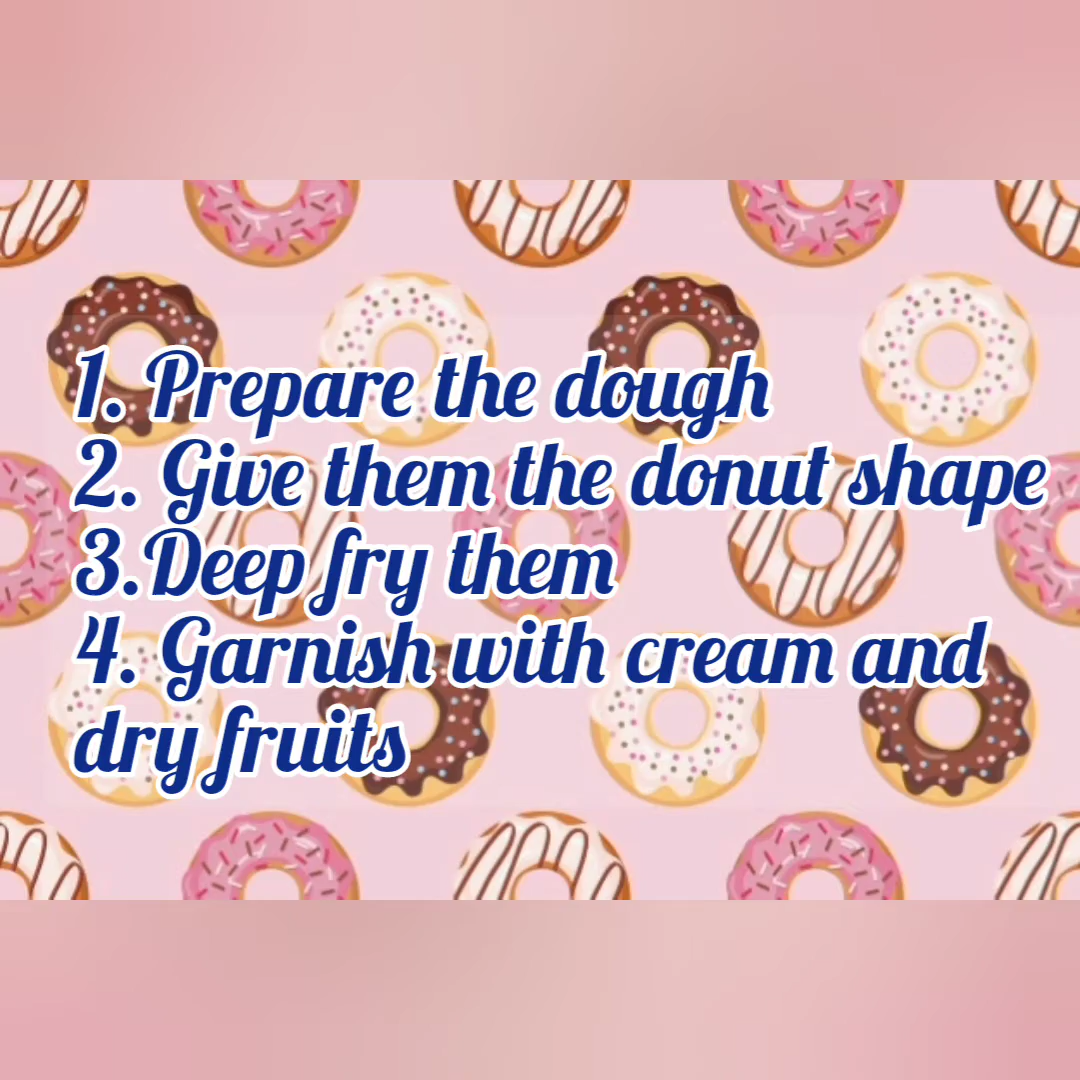 1. Prepare the dough
2. Give them the donut shape
3.Deep fry them
4. Garnish with cream and
dry fruits